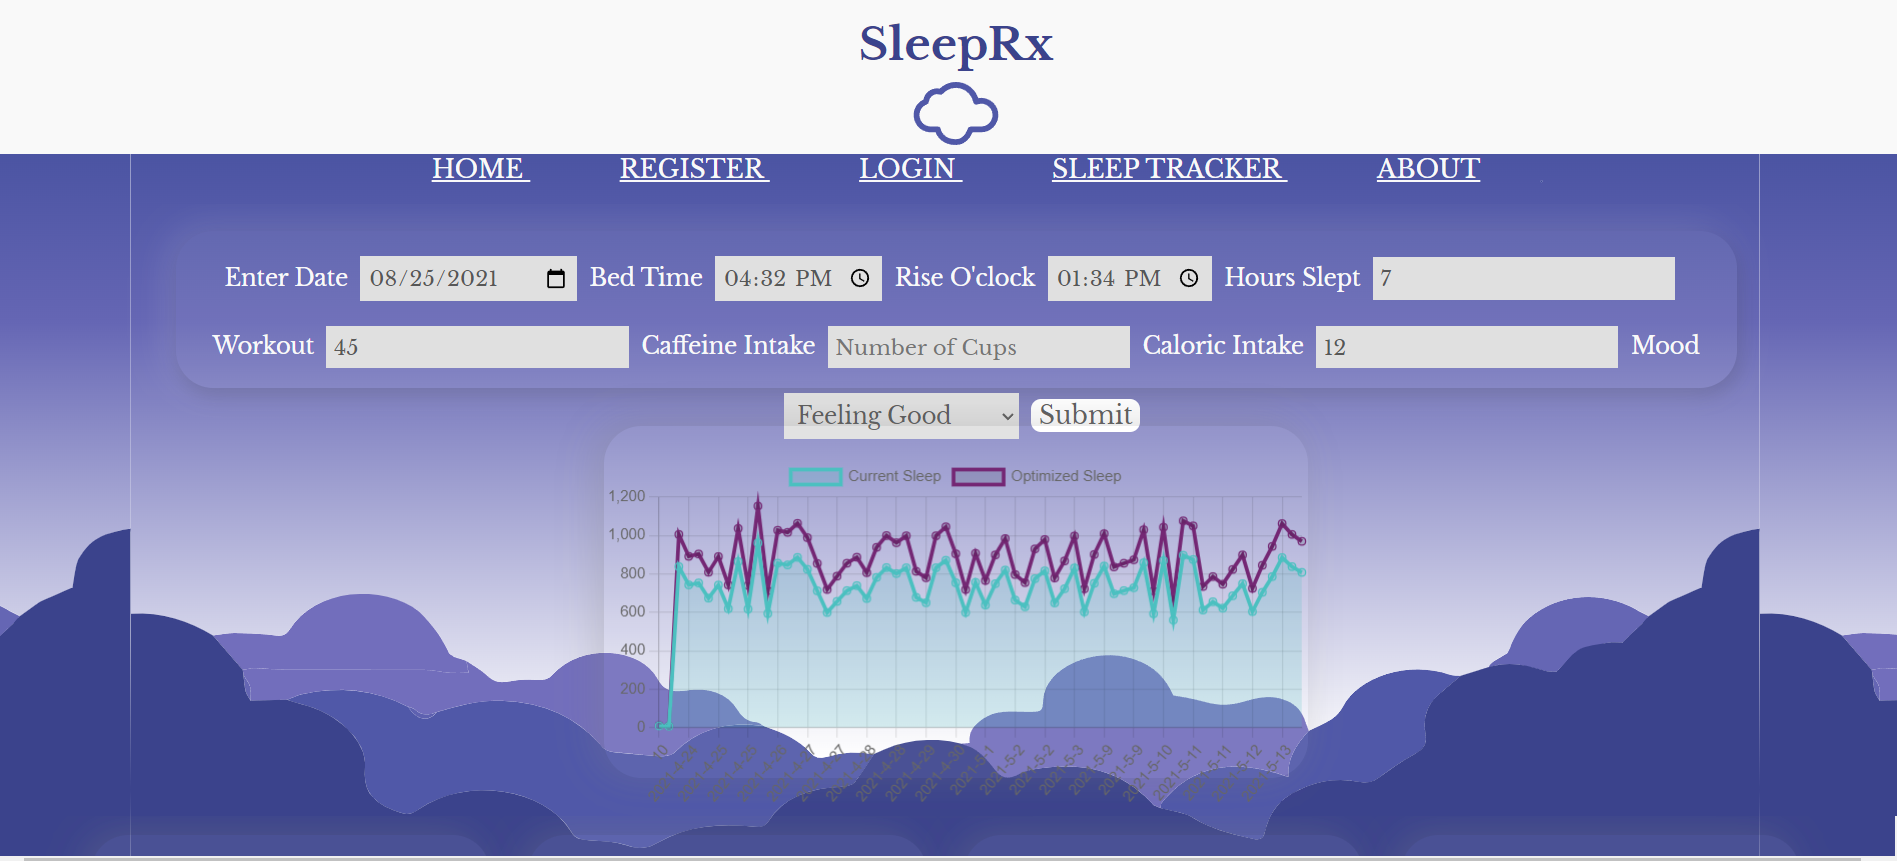 SleepRx
HOME REGISTER LOGIN SLEEP TRACKER ABOUT
Enter Date 08/25/2021 Bed Time 04:32 PM Rise O'clock 01:34 PM Hours Slept 7
Workout 45 Caffeine Intake Number of Cups Caloric Intake 12 Mood
Feeling Good Submit
Current Sleep Optimized Sleep
1,200
1,000
800
600
400
200
0
2021-4-28 2021-4-29 2021-4-30 2021-5-1 2021-5-2 2021-5-2 2021-5-3 2021-5-9 2021-5-9 2021-5-10 2021-5-11 2021-5-11 2021-5-12 2021-5-13